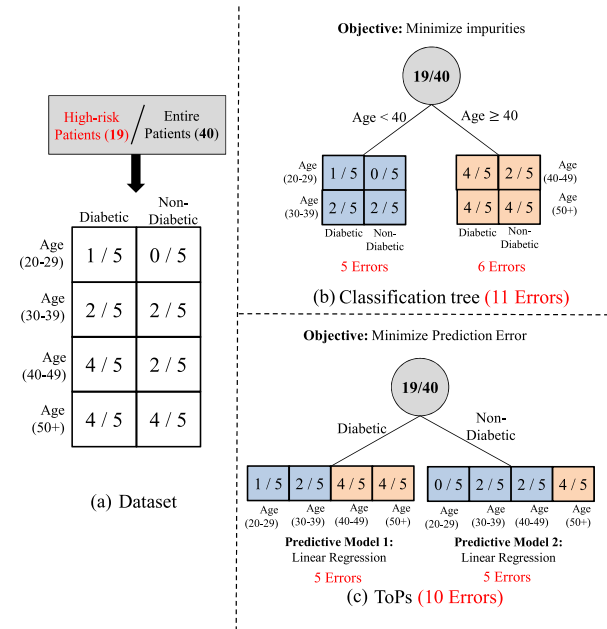 High-risk
Patients (19)
/
Entire
Patients (40)
Diabetic
Non-
Diabetic
Age
(20-29)
1 / 5
0 / 5
Age
(30-39)
2 / 5
2 / 5
Age
(40-49)
4 / 5
2 / 5
Age
(50+)
4 / 5
4 / 5
(a) Dataset
Objective: Minimize impurities
19/40
Age < 40
Age ≥ 40
Age
(20-29)
1 / 5
0 / 5
Age
(30-39)
2 / 5
2 / 5
Diabetic
Non-
Diabetic
5 Errors
4 / 5
2 / 5
Age
(40-49)
4 / 5
4 / 5
Age
(50+)
Diabetic
Non-
Diabetic
6 Errors
(b) Classification tree (11 Errors)
Objective: Minimize Prediction Error
19/40
Diabetic
Non-
Diabetic
1 / 5
2 / 5
4 / 5
4 / 5
Age
(20-29)
Age
(30-39)
Age
(40-49)
Age
(50+)
Predictive Model 1:
Linear Regression
5 Errors
0 / 5
2 / 5
2 / 5
4 / 5
Age
(20-29)
Age
(30-39)
Age
(40-49)
Age
(50+)
Predictive Model 2:
Linear Regression
5 Errors
(c) ToPs (10 Errors)